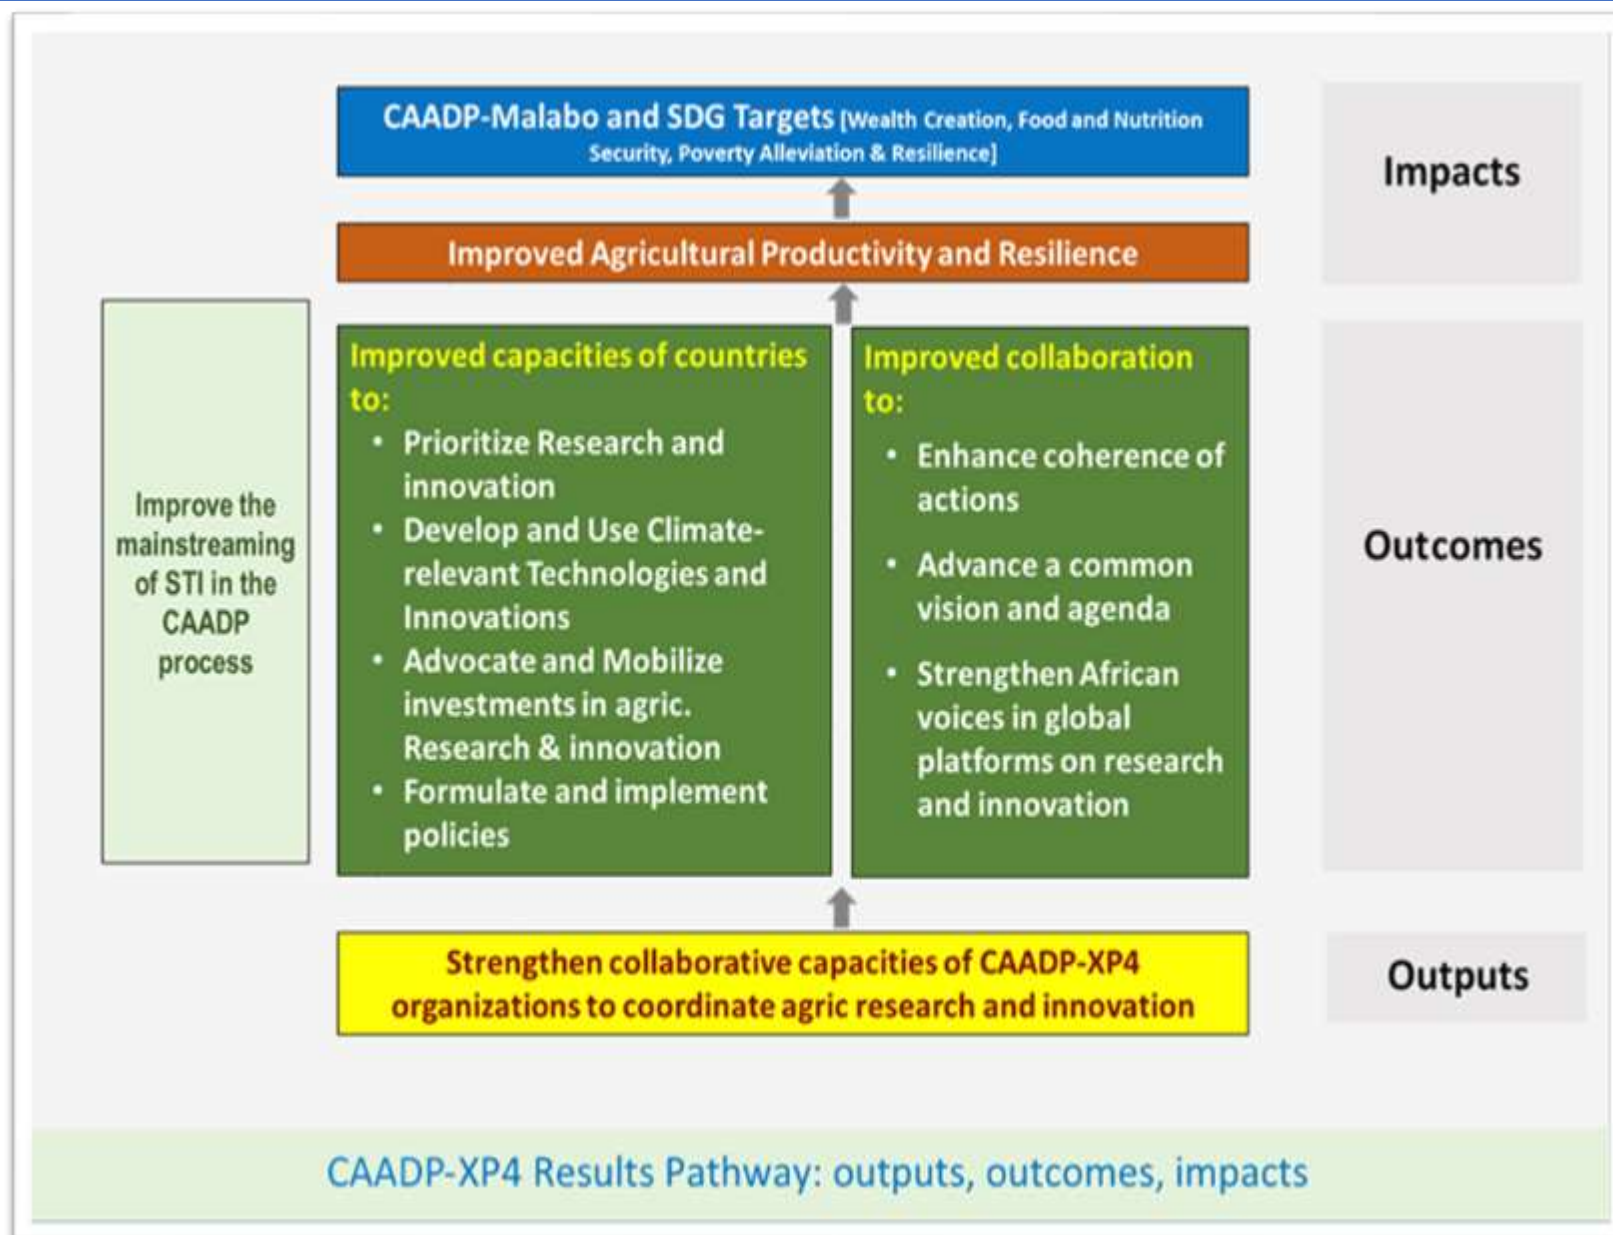 CAADP-Malabo and SDG Targets [Wealth Creation, Food and Nutrition
Security, Poverty Alleviation & Resilience]
Impacts
Improved Agricultural Productivity and Resilience
Improve the
mainstreaming
of STI in the
CAADP
process
Improved capacities of countries
to:
• Prioritize Research and
innovation
• Develop and Use Climate-
relevant Technologies and
Innovations
• Advocate and Mobilize
investments in agric.
Research & innovation
• Formulate and implement
policies
Improved collaboration
to:
• Enhance coherence of
actions
• Advance a common
vision and agenda
• Strengthen African
voices in global
platforms on research
and innovation
Outcomes
Strengthen collaborative capacities of CAADP-XP4
organizations to coordinate agric research and innovation
Outputs
CAADP-XP4 Results Pathway: outputs, outcomes, impacts